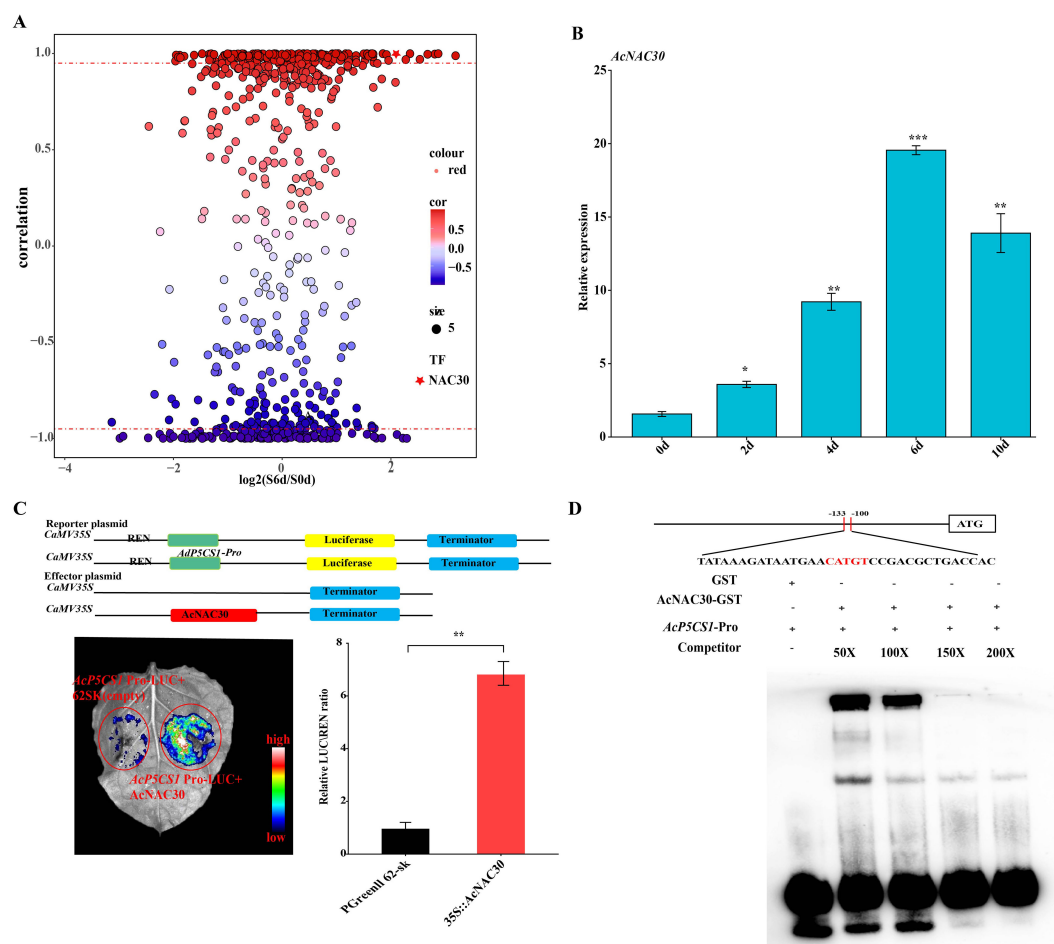 A
correlation
1.0
0.5
0.0
−0.5
−1.0
−4
−2
0
2
log2(S6d/S0d)
colour
red
cor
0.5
0.0
−0.5
size
5
TF
NAC30
B
AcNAC30
Relative expression
25
20
15
10
5
0
*
**
***
**
0d
2d
4d
6d
10d
C
Reporter plasmid
CaMV35S REN Luciferase Terminator
AdP5CS1-Pro
CaMV35S REN Luciferase Terminator
Effector plasmid
CaMV35S Terminator
CaMV35S AcNAC30 Terminator
AcP5CS1 Pro-LUC+
62SK(empty)
AcP5CS1 Pro-LUC+
AcNAC30
high
low
Relative LUC\REN ratio
8
6
4
2
0
**
PGreenII 62-sk
35S::AcNAC30
D
-133 -100
ATG
TATAAAGATAATGAACATGTCCGACGCTGACCAC
GST + - - - -
AcNAC30-GST - + + + +
AcP5CS1-Pro + + + + +
Competitor - 50X 100X 150X 200X